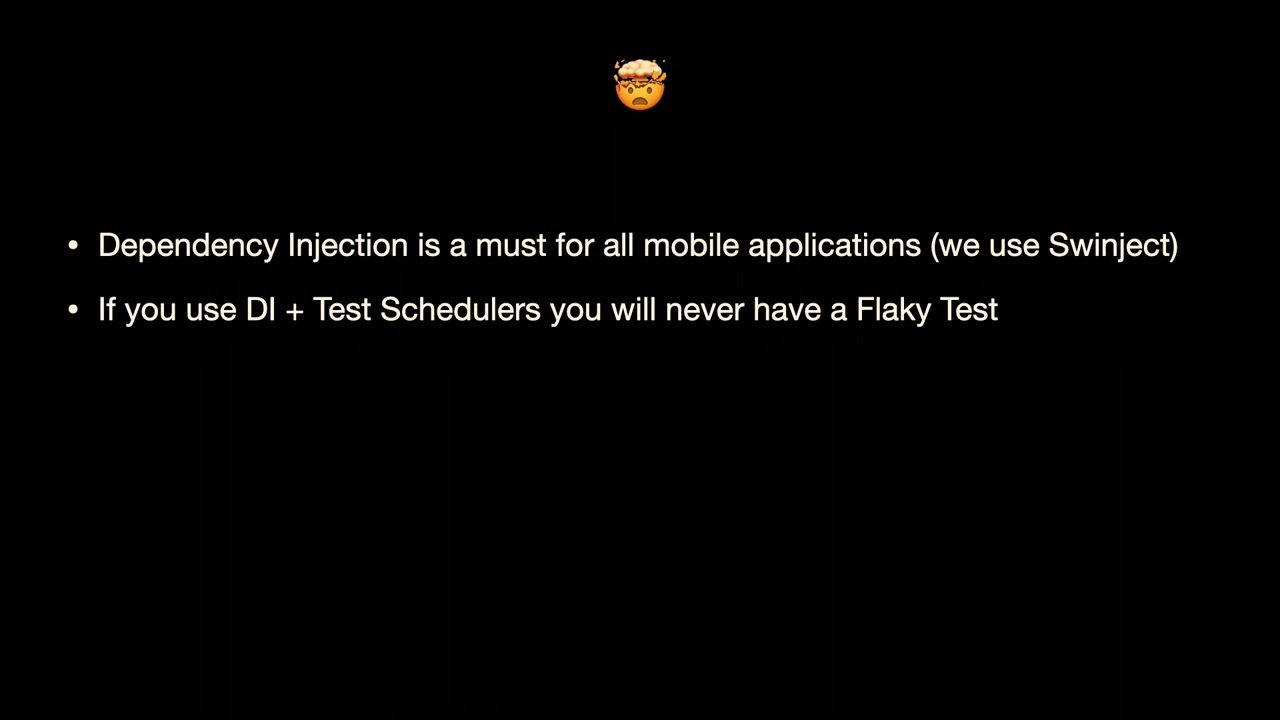 • Dependency Injection is a must for all mobile applications (we use Swinject)
• If you use DI + Test Schedulers you will never have a Flaky Test